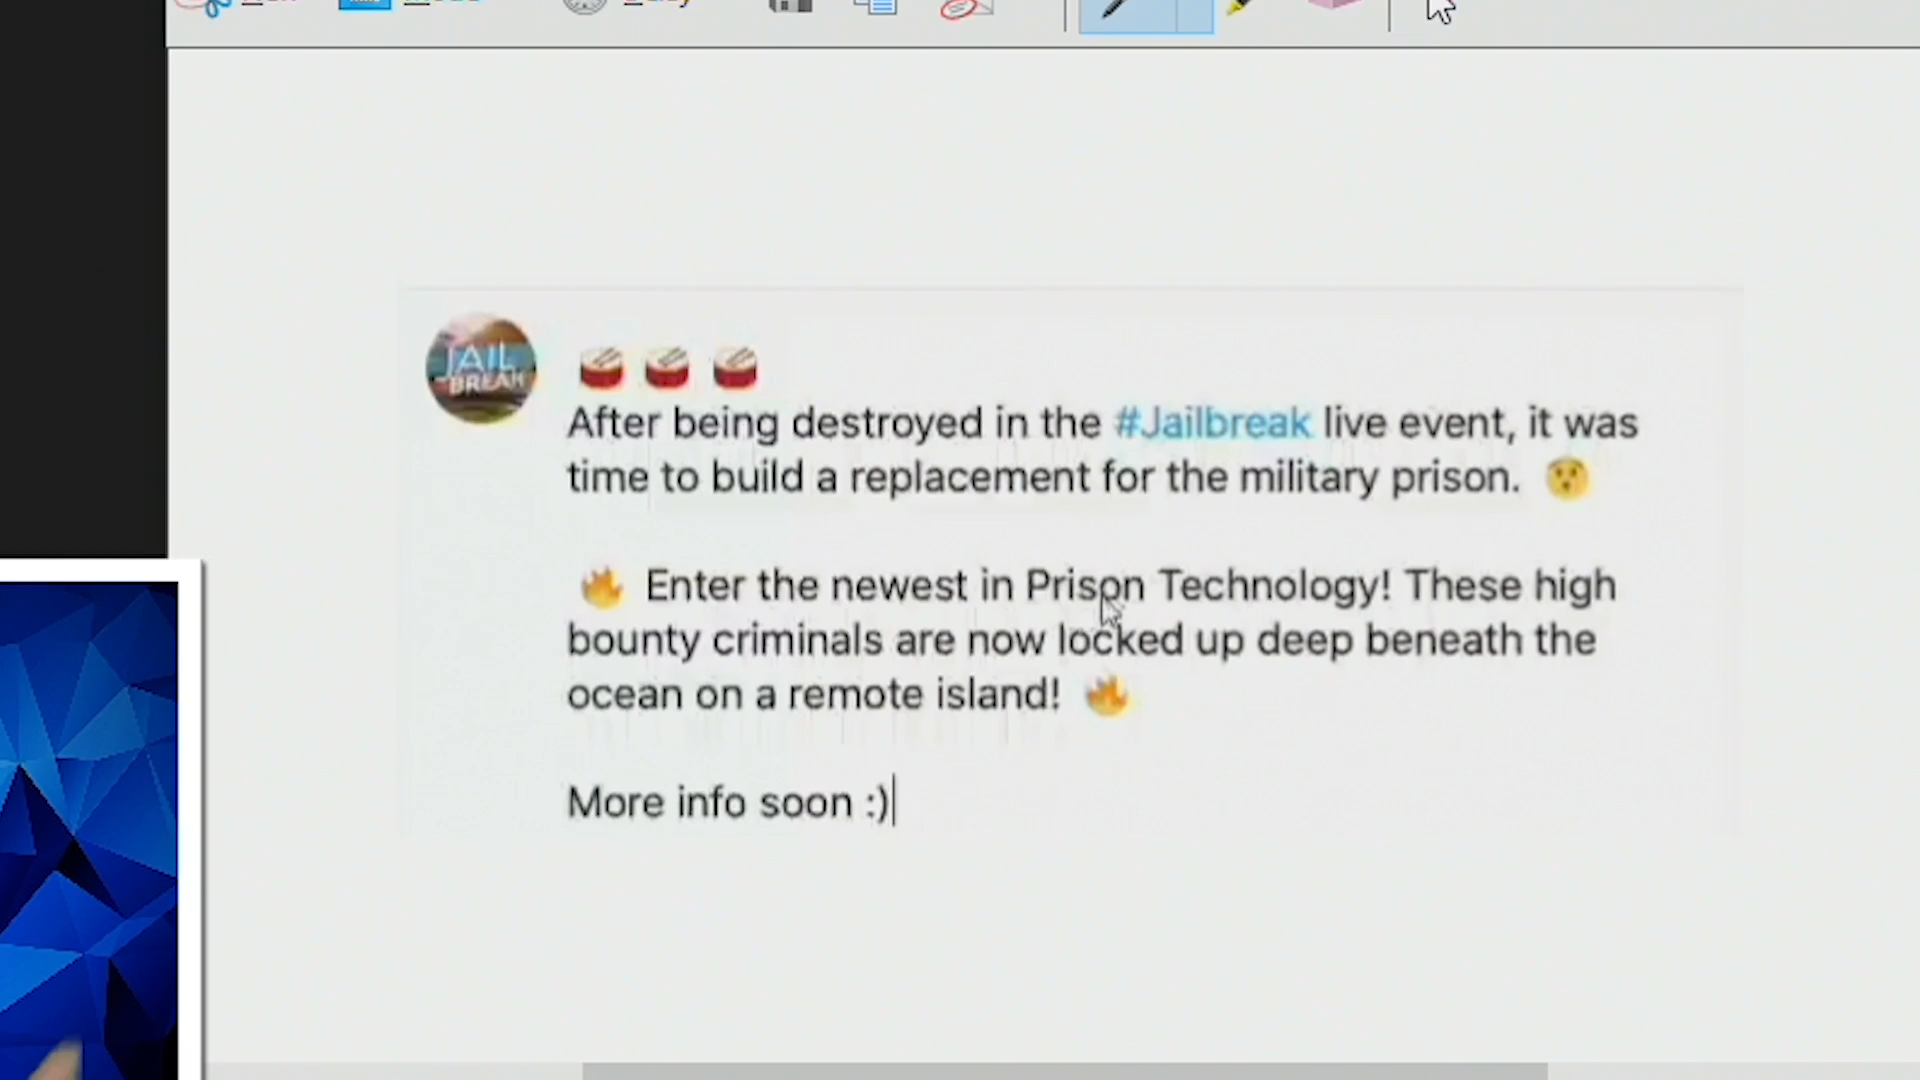 JAIL
BREAK
🥁 🥁 🥁
After being destroyed in the #Jailbreak live event, it was
time to build a replacement for the military prison. 😯
🔥 Enter the newest in Prison Technology! These high
bounty criminals are now locked up deep beneath the
ocean on a remote island! 🔥
More info soon :)